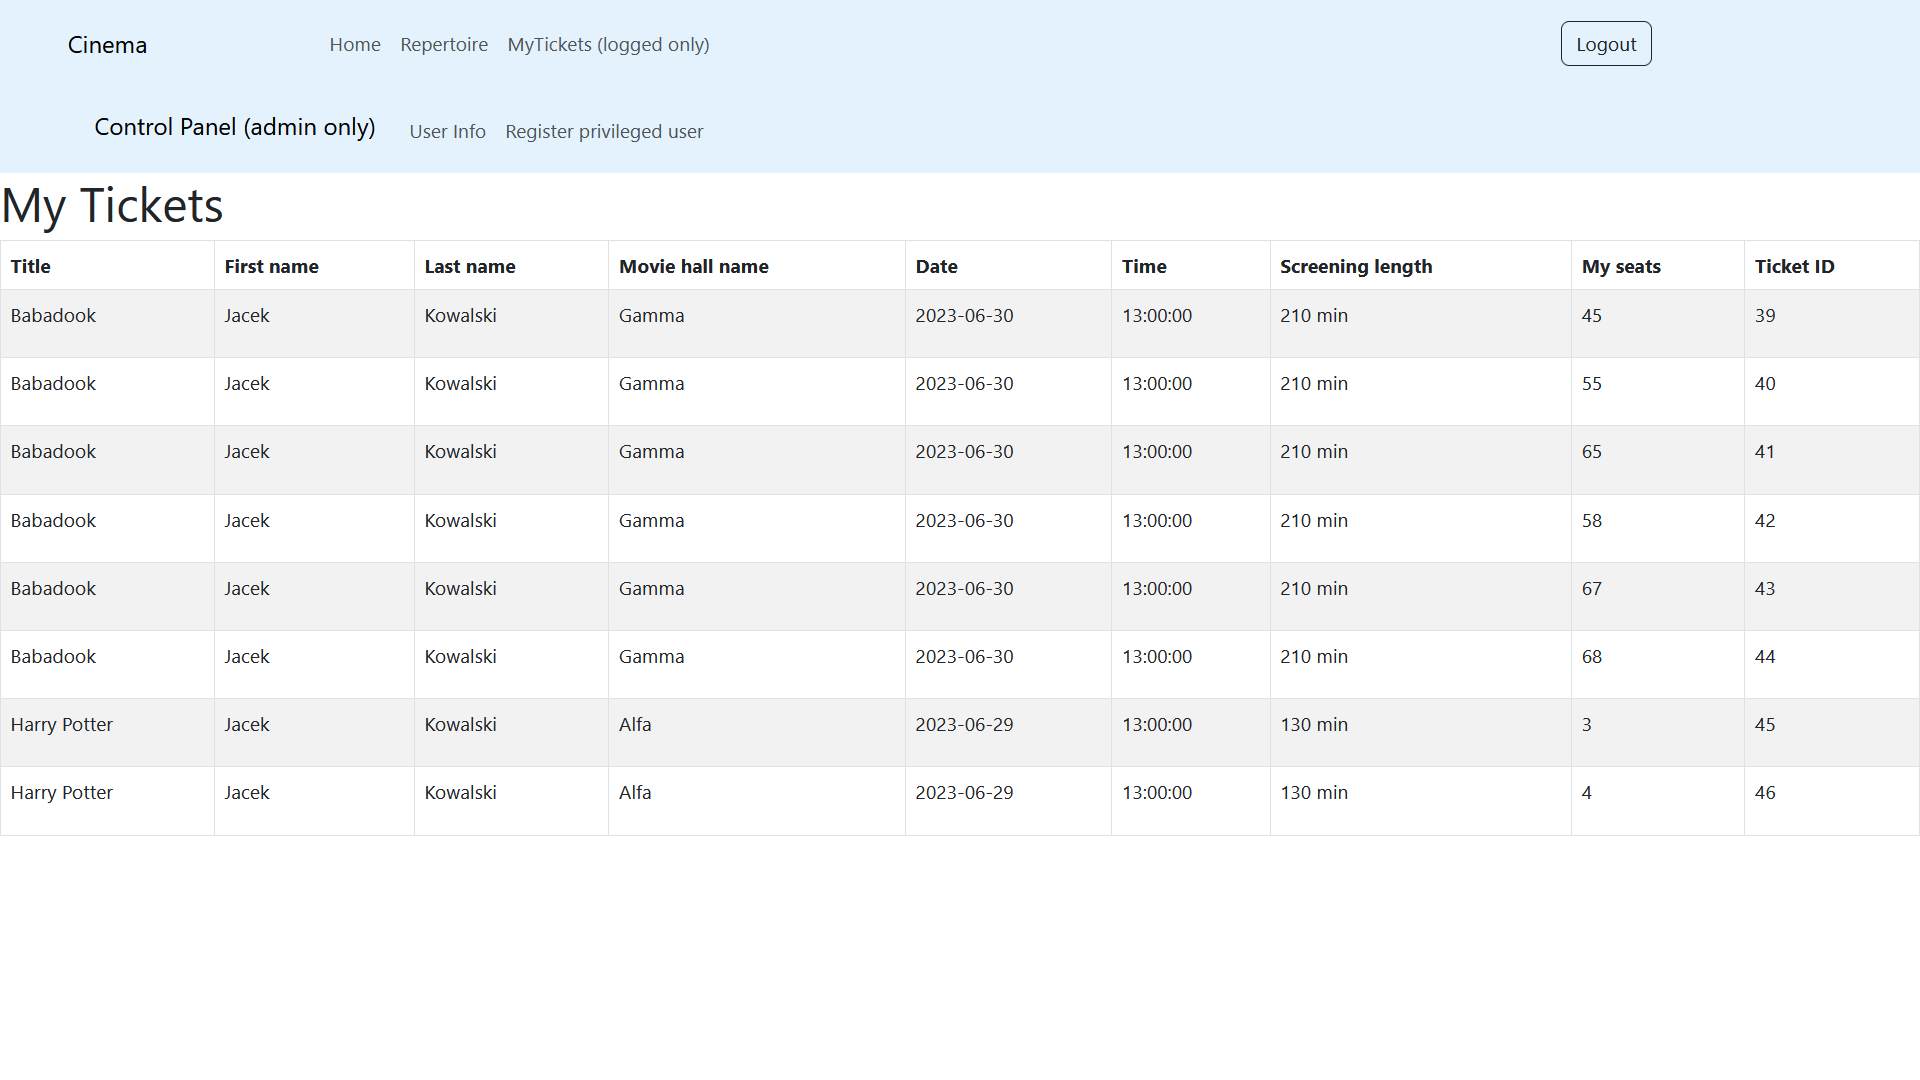 Cinema Home Repertoire MyTickets (logged only) Logout
Control Panel (admin only) User Info Register privileged user
My Tickets
Title First name Last name Movie hall name Date Time Screening length My seats Ticket ID
Babadook Jacek Kowalski Gamma 2023-06-30 13:00:00 210 min 45 39
Babadook Jacek Kowalski Gamma 2023-06-30 13:00:00 210 min 55 40
Babadook Jacek Kowalski Gamma 2023-06-30 13:00:00 210 min 65 41
Babadook Jacek Kowalski Gamma 2023-06-30 13:00:00 210 min 58 42
Babadook Jacek Kowalski Gamma 2023-06-30 13:00:00 210 min 67 43
Babadook Jacek Kowalski Gamma 2023-06-30 13:00:00 210 min 68 44
Harry Potter Jacek Kowalski Alfa 2023-06-29 13:00:00 130 min 3 45
Harry Potter Jacek Kowalski Alfa 2023-06-29 13:00:00 130 min 4 46